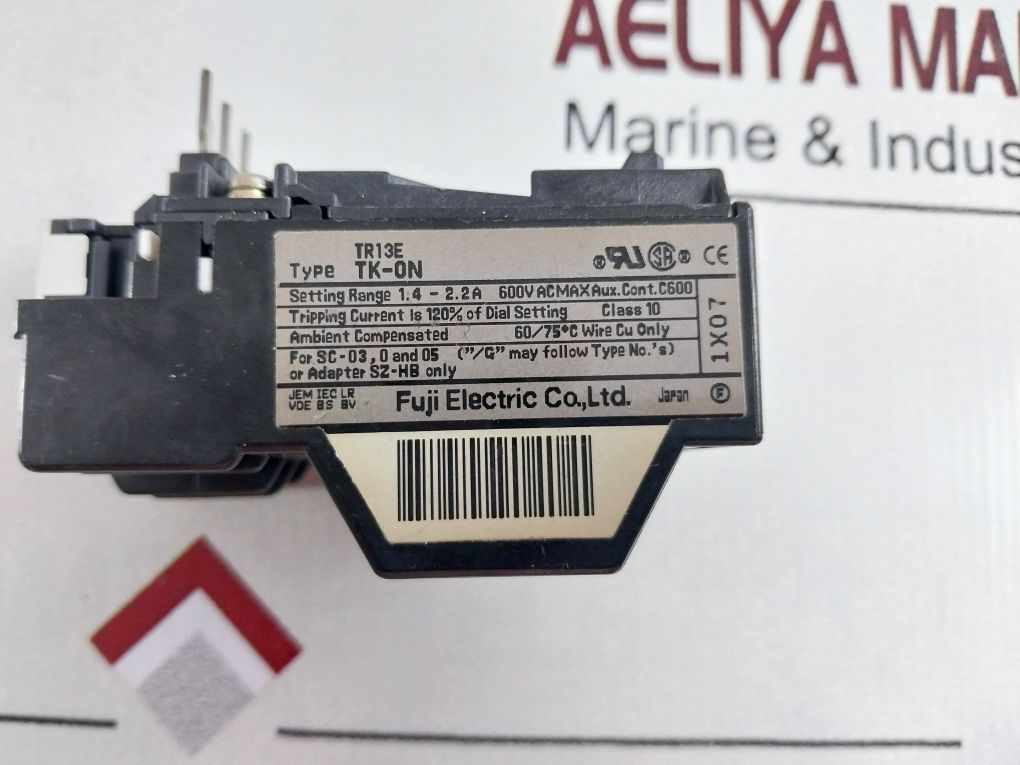 AELIYA MA
Marine & Indus
TR13E
Type TK-0N
Setting Range 1.4 - 2.2A 600V AC MAX Aux.Cont.C600
Tripping Current is 120% of Dial Setting Class 10
Ambient Compensated 60/75°C Wire Cu Only
For SC-03,0 and 05 ("/G" may follow Type No.'s)
or Adapter SZ-HB only
1X07
JEM IEC LR
VDE BS BV
Fuji Electric Co.,Ltd. Japan F
® RU SA ® CE